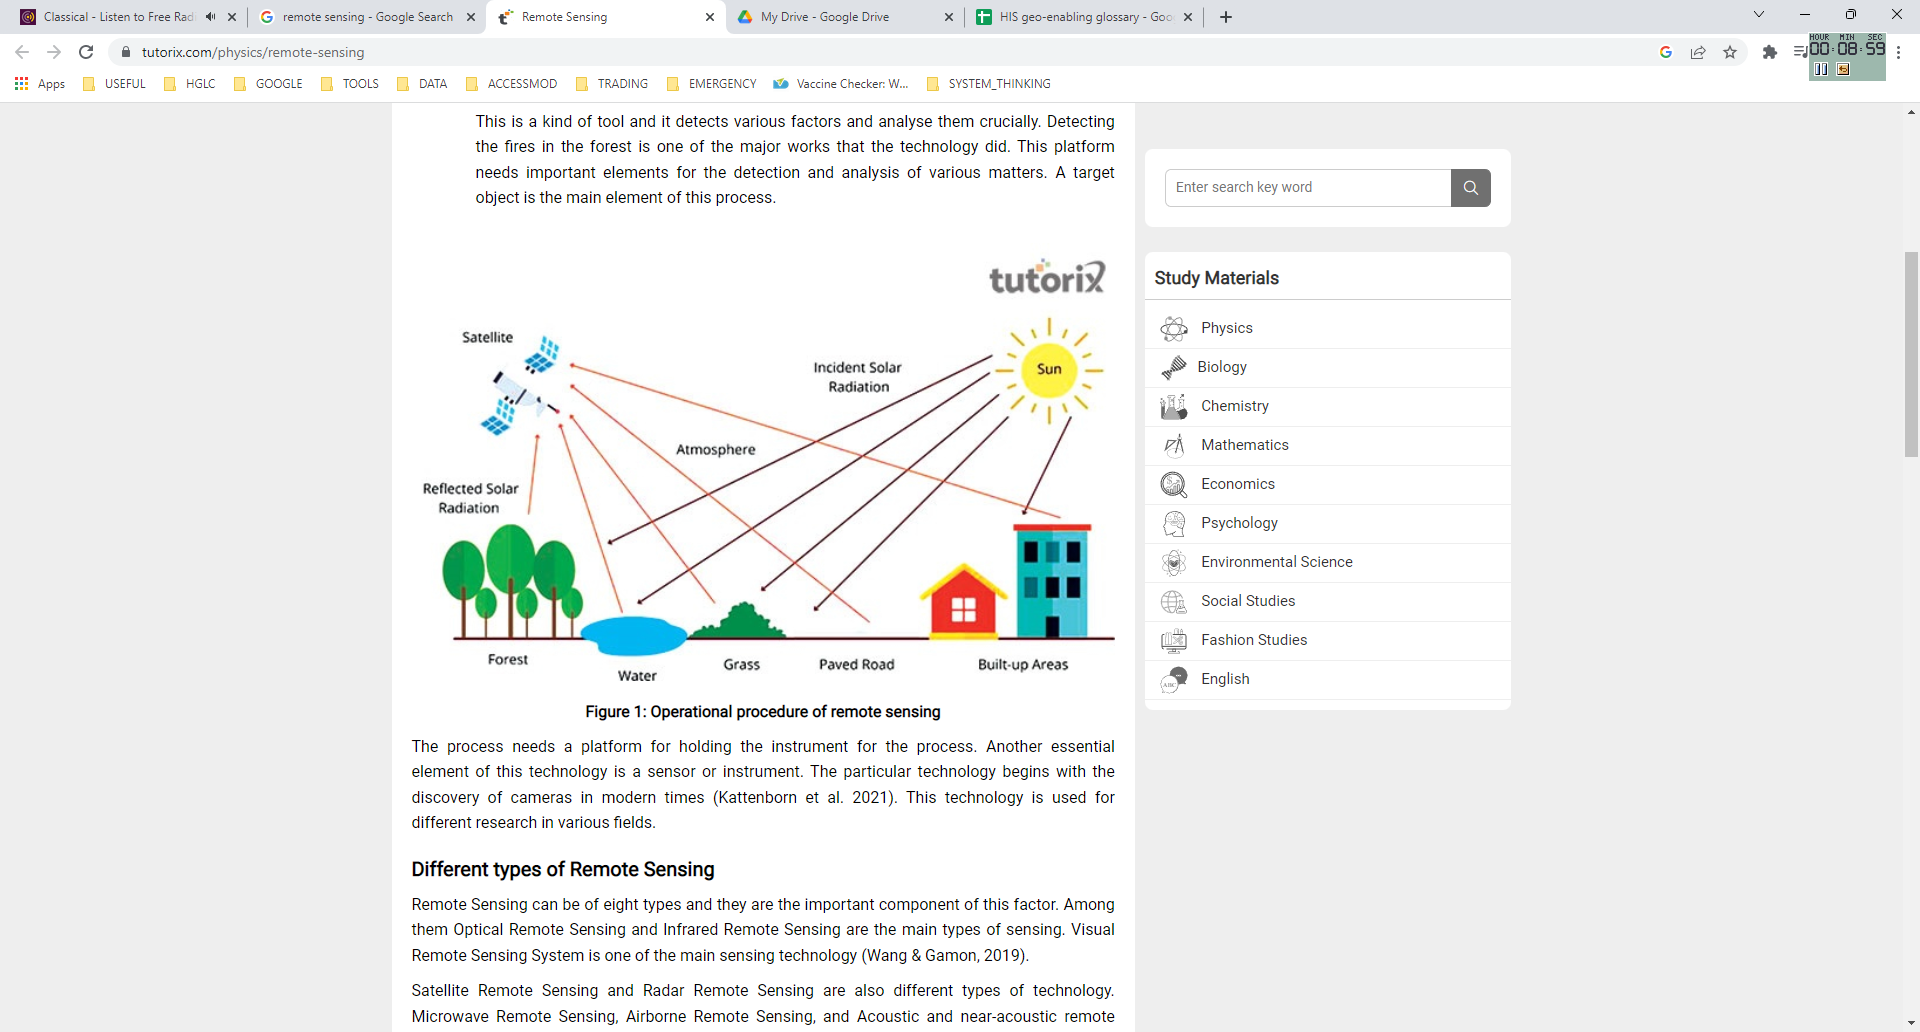 Classical - Listen to Free Rad
remote sensing - Google Search
Remote Sensing
My Drive - Google Drive
HIS geo-enabling glossary - Goo
tutorix.com/physics/remote-sensing
HOUR MIN SEC
00:08:59
Apps
USEFUL
HGLC
GOOGLE
TOOLS
DATA
ACCESSMOD
TRADING
EMERGENCY
Vaccine Checker: W...
SYSTEM_THINKING
This is a kind of tool and it detects various factors and analyse them crucially. Detecting
the fires in the forest is one of the major works that the technology did. This platform
needs important elements for the detection and analysis of various matters. A target
object is the main element of this process.
tutorix
Satellite
Incident Solar
Radiation
Sun
Atmosphere
Reflected Solar
Radiation
Forest
Water
Grass
Paved Road
Built-up Areas
Figure 1: Operational procedure of remote sensing
The process needs a platform for holding the instrument for the process. Another essential
element of this technology is a sensor or instrument. The particular technology begins with the
discovery of cameras in modern times (Kattenborn et al. 2021). This technology is used for
different research in various fields.
Different types of Remote Sensing
Remote Sensing can be of eight types and they are the important component of this factor. Among
them Optical Remote Sensing and Infrared Remote Sensing are the main types of sensing. Visual
Remote Sensing System is one of the main sensing technology (Wang & Gamon, 2019).
Satellite Remote Sensing and Radar Remote Sensing are also different types of technology.
Microwave Remote Sensing, Airborne Remote Sensing, and Acoustic and near-acoustic remote
Enter search key word
Study Materials
Physics
Biology
Chemistry
Mathematics
Economics
Psychology
Environmental Science
Social Studies
Fashion Studies
ABC
English